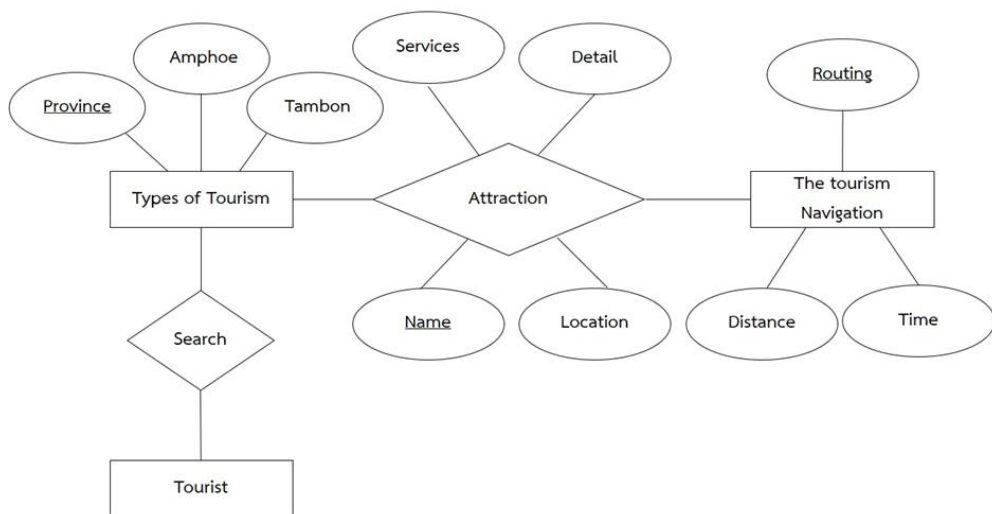 Services
Detail
Amphoe
Routing
Province
Tambon
Types of Tourism
Attraction
The tourism
Navigation
Name
Location
Distance
Time
Search
Tourist